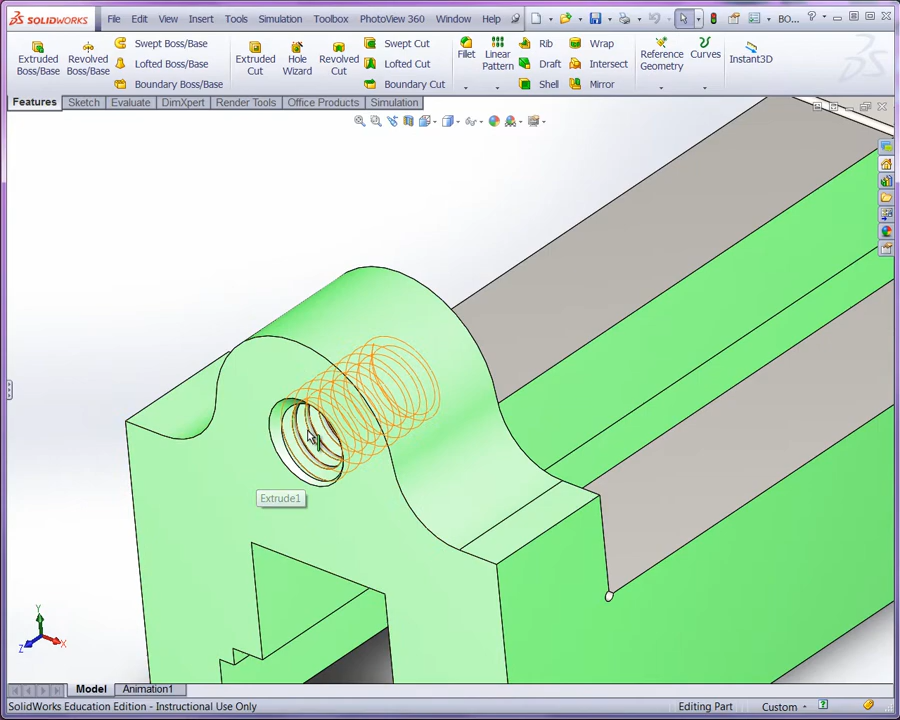 SOLIDWORKS File Edit View Insert Tools Simulation Toolbox PhotoView 360 Window Help BO... ?
Extruded Boss/Base
Revolved Boss/Base
Swept Boss/Base
Lofted Boss/Base
Boundary Boss/Base
Extruded Cut
Hole Wizard
Revolved Cut
Swept Cut
Lofted Cut
Boundary Cut
Fillet
Linear Pattern
Rib
Draft
Shell
Wrap
Intersect
Mirror
Reference Geometry
Curves
Instant3D
Features Sketch Evaluate DimXpert Render Tools Office Products Simulation
Extrude1
Y
Z X
Model Animation1
SolidWorks Education Edition - Instructional Use Only Editing Part Custom ?